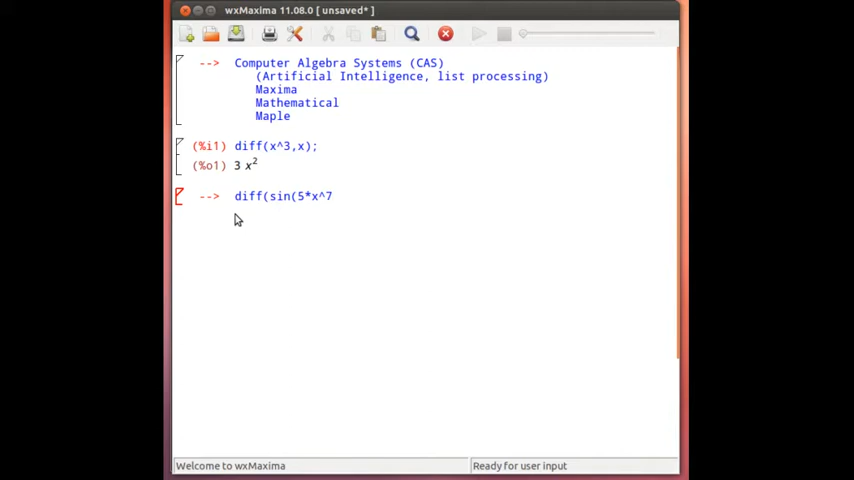 wxMaxima 11.08.0 [ unsaved* ]
--> Computer Algebra Systems (CAS)
(Artificial Intelligence, list processing)
Maxima
Mathematical
Maple
(%i1) diff(x^3,x);
(%o1) 3 x²
--> diff(sin(5*x^7
Welcome to wxMaxima
Ready for user input